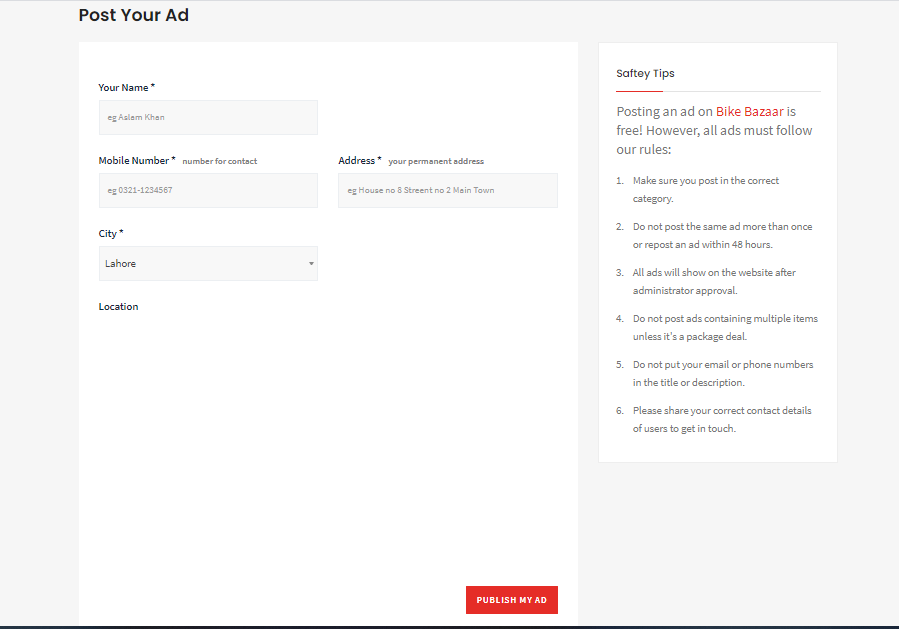 Post Your Ad
Your Name *
eg Aslam Khan
Mobile Number * number for contact
eg 0321-1234567
Address * your permanent address
eg House no 8 Streent no 2 Main Town
City *
Lahore
Location
PUBLISH MY AD
Saftey Tips
Posting an ad on Bike Bazaar is
free! However, all ads must follow
our rules:
1. Make sure you post in the correct
category.
2. Do not post the same ad more than once
or repost an ad within 48 hours.
3. All ads will show on the website after
administrator approval.
4. Do not post ads containing multiple items
unless it's a package deal.
5. Do not put your email or phone numbers
in the title or description.
6. Please share your correct contact details
of users to get in touch.